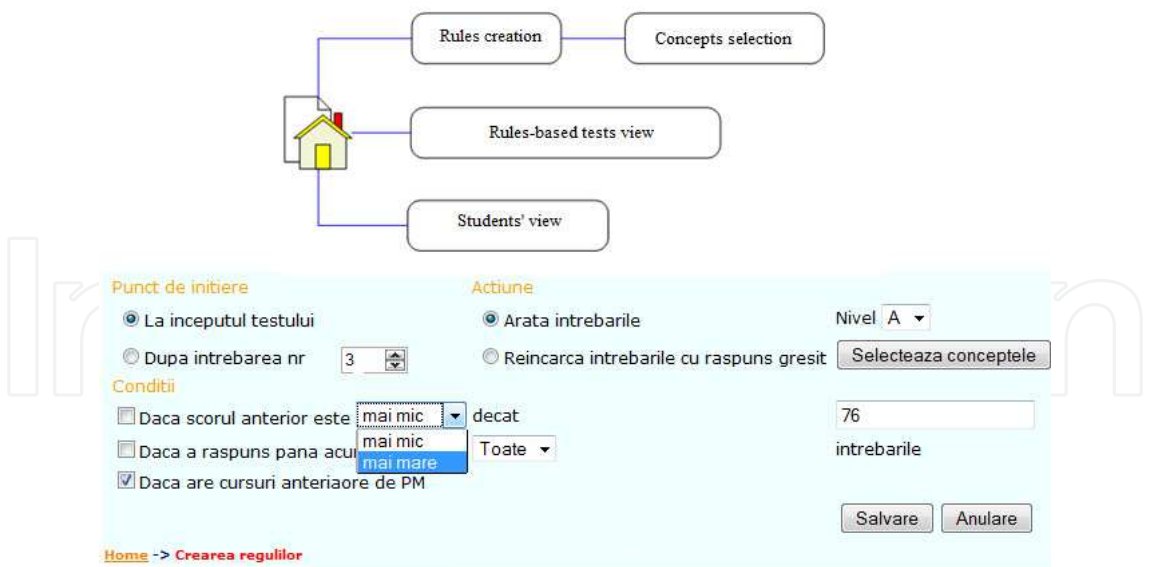 Rules creation Concepts selection
Rules-based tests view
Students' view
Punct de initiere Actiune
La inceputul testului Arata intrebarile Nivel A
Dupa intrebarea nr 3 Reincarca intrebarile cu raspuns gresit Selecteaza conceptele
Conditii
Daca scorul anterior este mai mic decat 76
mai mic
Daca a raspuns pana Toate intrebarile
mai mare
Daca are cursuri anteriaore de PM
Salvare Anulare
Home -> Crearea regulilor